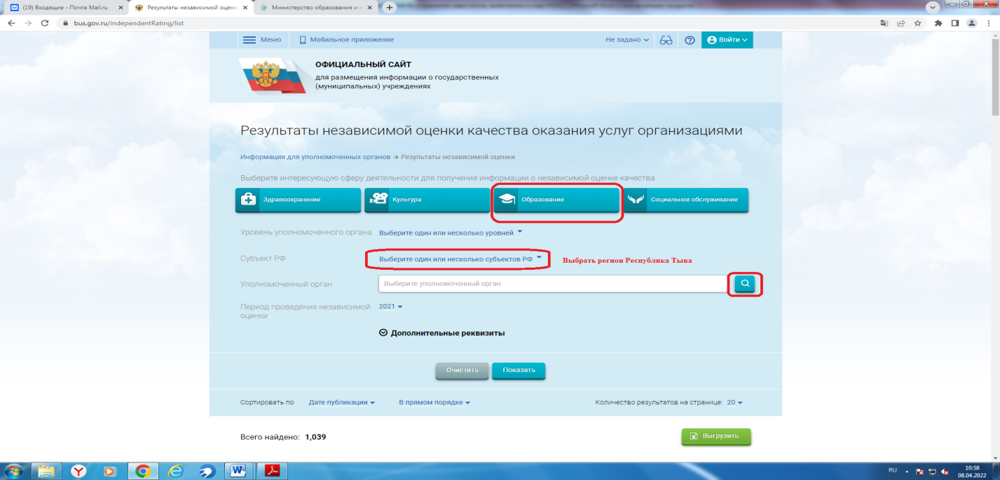 (19) Входящие - Почта Mail.ru
Результаты независимой оценк
Министерство образования и н
bus.gov.ru/independentRating/list
Меню
Мобильное приложение
Не задано
Войти
ОФИЦИАЛЬНЫЙ САЙТ
для размещения информации о государственных
(муниципальных) учреждениях
Результаты независимой оценки качества оказания услуг организациями
Информация для уполномоченных органов → Результаты независимой оценки
Выберите интересующую сферу деятельности для получения информации о независимой оценке качества
Здравоохранение
Культура
Образование
Социальное обслуживание
Уровень уполномоченного органа Выберите один или несколько уровней
Субъект РФ Выберите один или несколько субъектов РФ Выбрать регион Республика Тыва
Уполномоченный орган Выберите уполномоченный орган
Период проведения независимой 2021
оценки
Дополнительные реквизиты
Очистить
Показать
Сортировать по Дате публикации В прямом порядке Количество результатов на странице: 20
Всего найдено: 1,039
Выгрузить
RU
10:58
08.04.2022